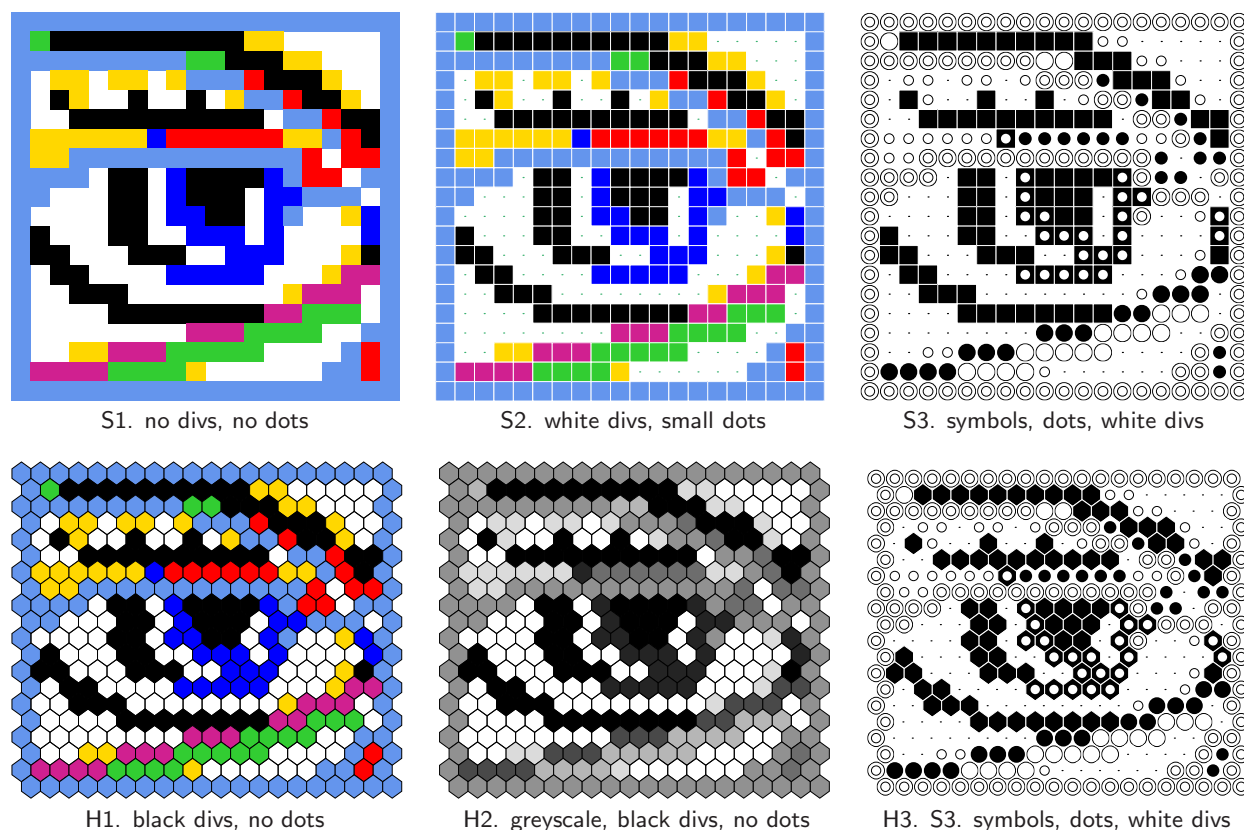 S1. no divs, no dots
S2. white divs, small dots
S3. symbols, dots, white divs
H1. black divs, no dots
H2. greyscale, black divs, no dots
H3. S3. symbols, dots, white divs